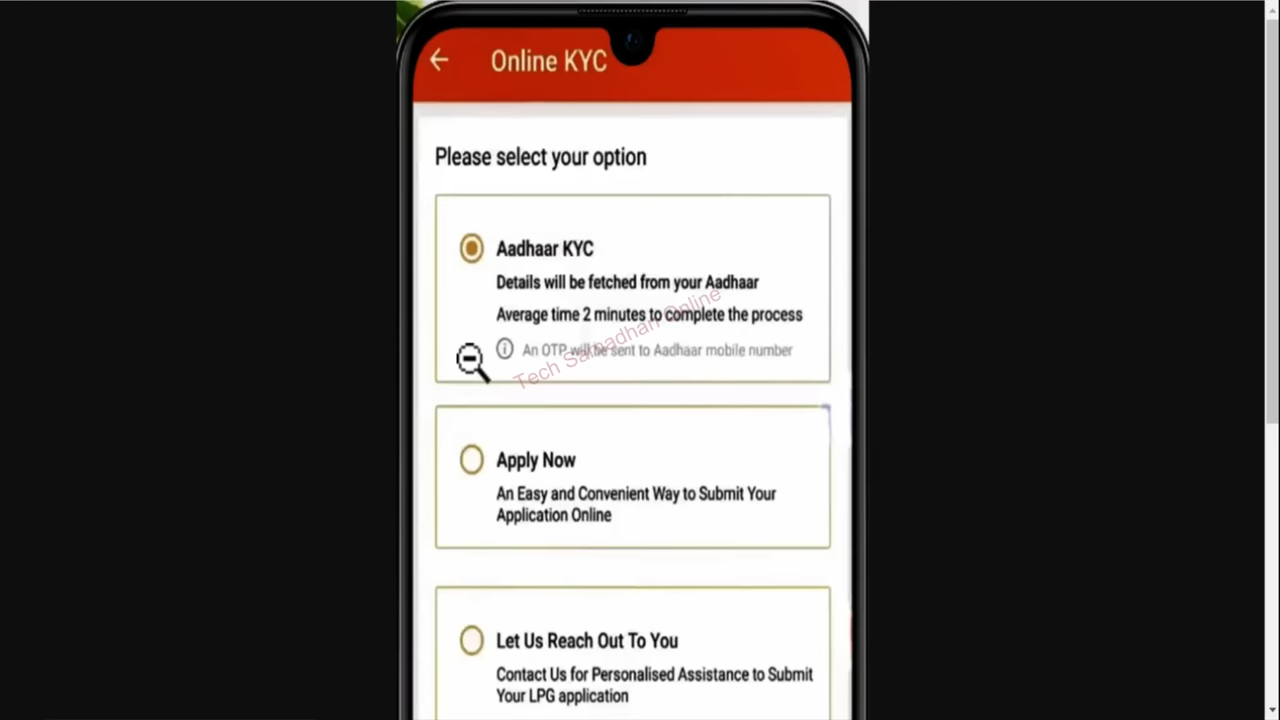 Online KYC
Please select your option
Aadhaar KYC
Details will be fetched from your Aadhaar
Average time 2 minutes to complete the process
An OTP will be sent to Aadhaar mobile number
Tech Samadhan Online
Apply Now
An Easy and Convenient Way to Submit Your
Application Online
Let Us Reach Out To You
Contact Us for Personalised Assistance to Submit
Your LPG application